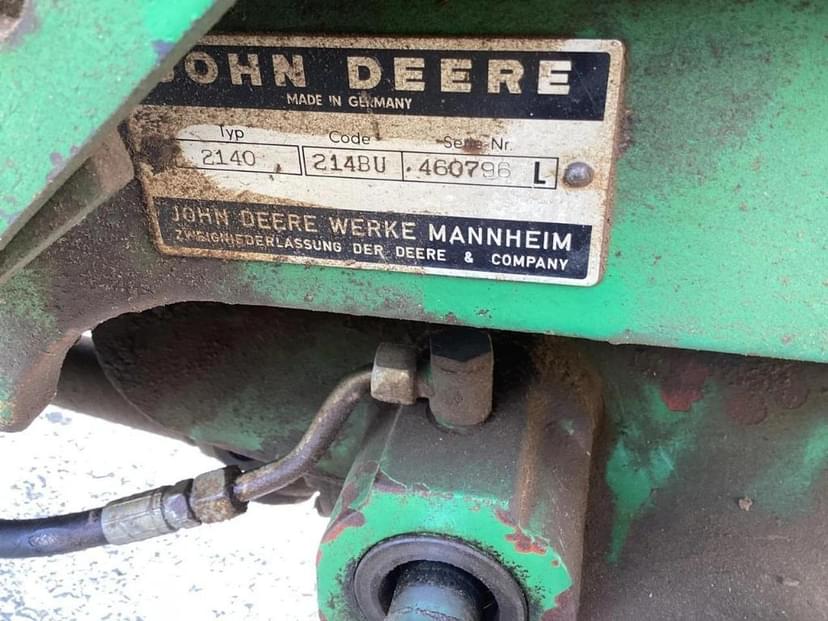 JOHN DEERE
MADE IN GERMANY
Typ Code Serie-Nr.
2140 214BU 460796 L
JOHN DEERE WERKE MANNHEIM
ZWEIGNIEDERLASSUNG DER DEERE & COMPANY